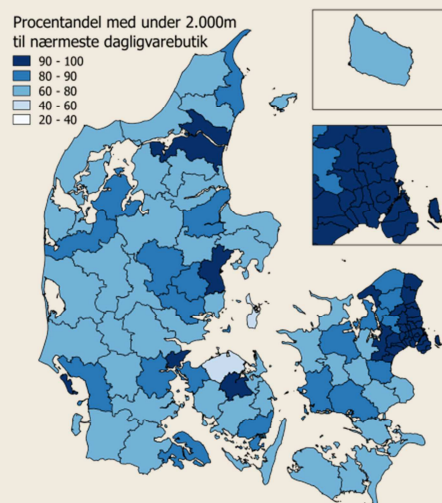 Procentandel med under 2.000m
til nærmeste dagligvarebutik
90 - 100
80 - 90
60 - 80
40 - 60
20 - 40